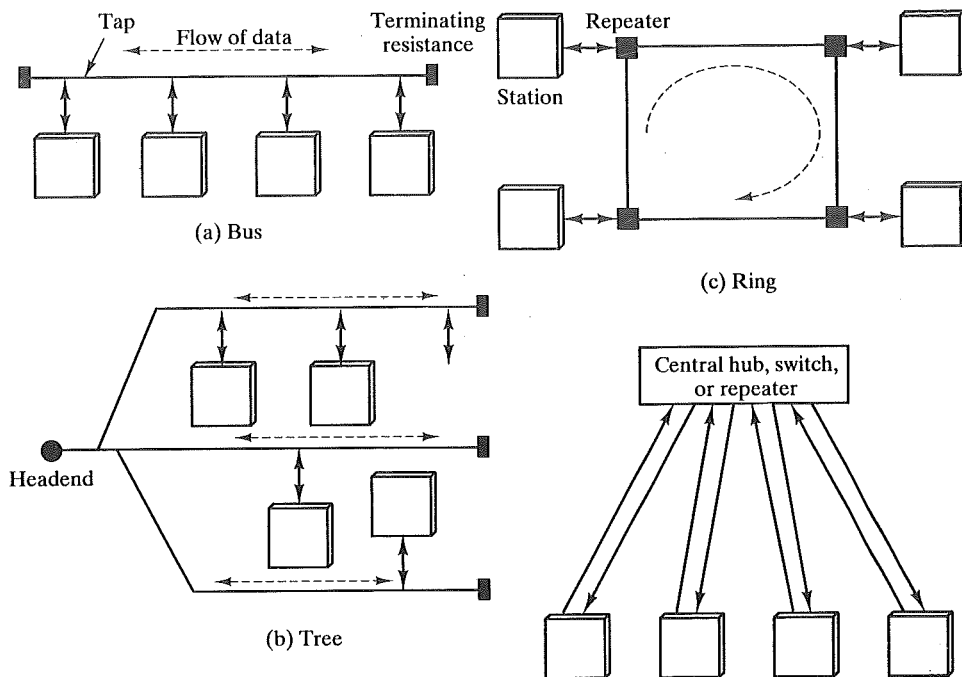 Tap
Flow of data
Terminating
resistance
(a) Bus
Repeater
Station
(c) Ring
Headend
(b) Tree
Central hub, switch,
or repeater